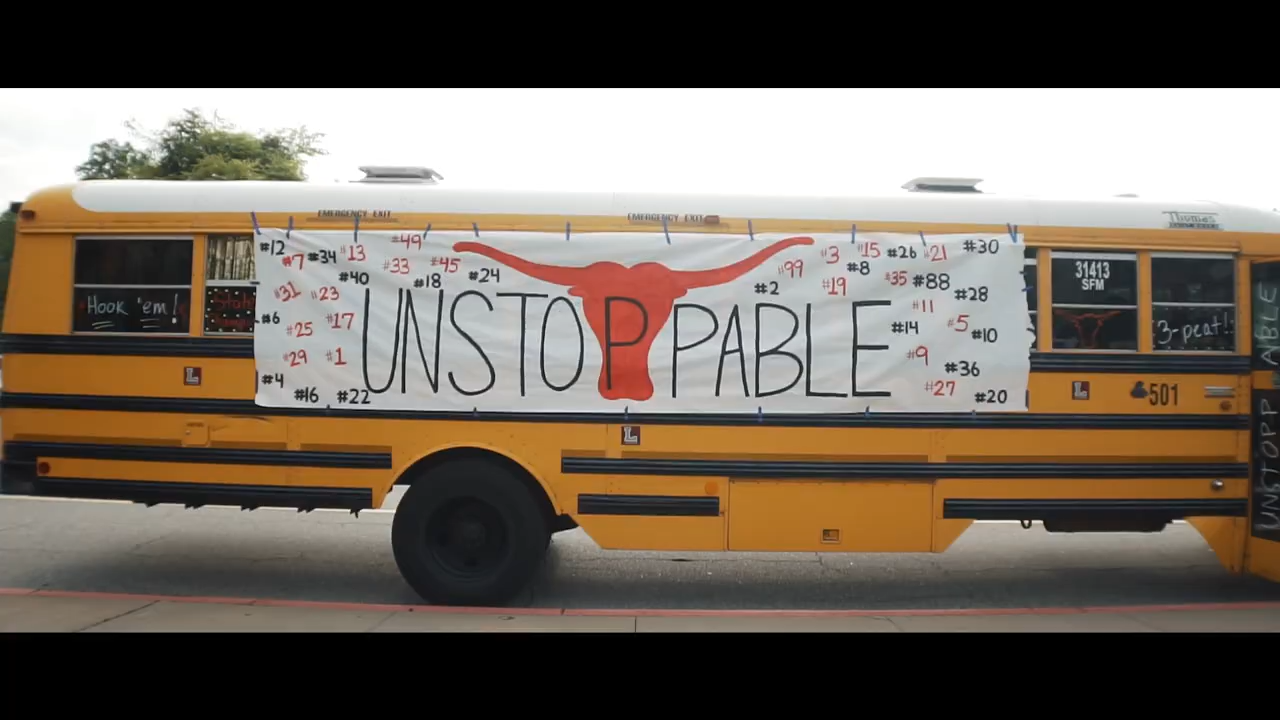 EMERGENCY EXIT
EMERGENCY EXIT
Thomas
#12 #7 #34 #13 #49
#33 #45
#40 #18 #24
#31 #23
#6 #25 #17
#29 #1
#4 #16 #22
UNSTOPPABLE
#3 #15 #26 #21 #30
#99 #8
#2 #19 #35 #88 #28
#11
#14 #5 #10
#9 #36
#27 #20
Hook 'em!
State
31413
SFM
3-peat!
L
L
L
501
UNSTOPPABLE